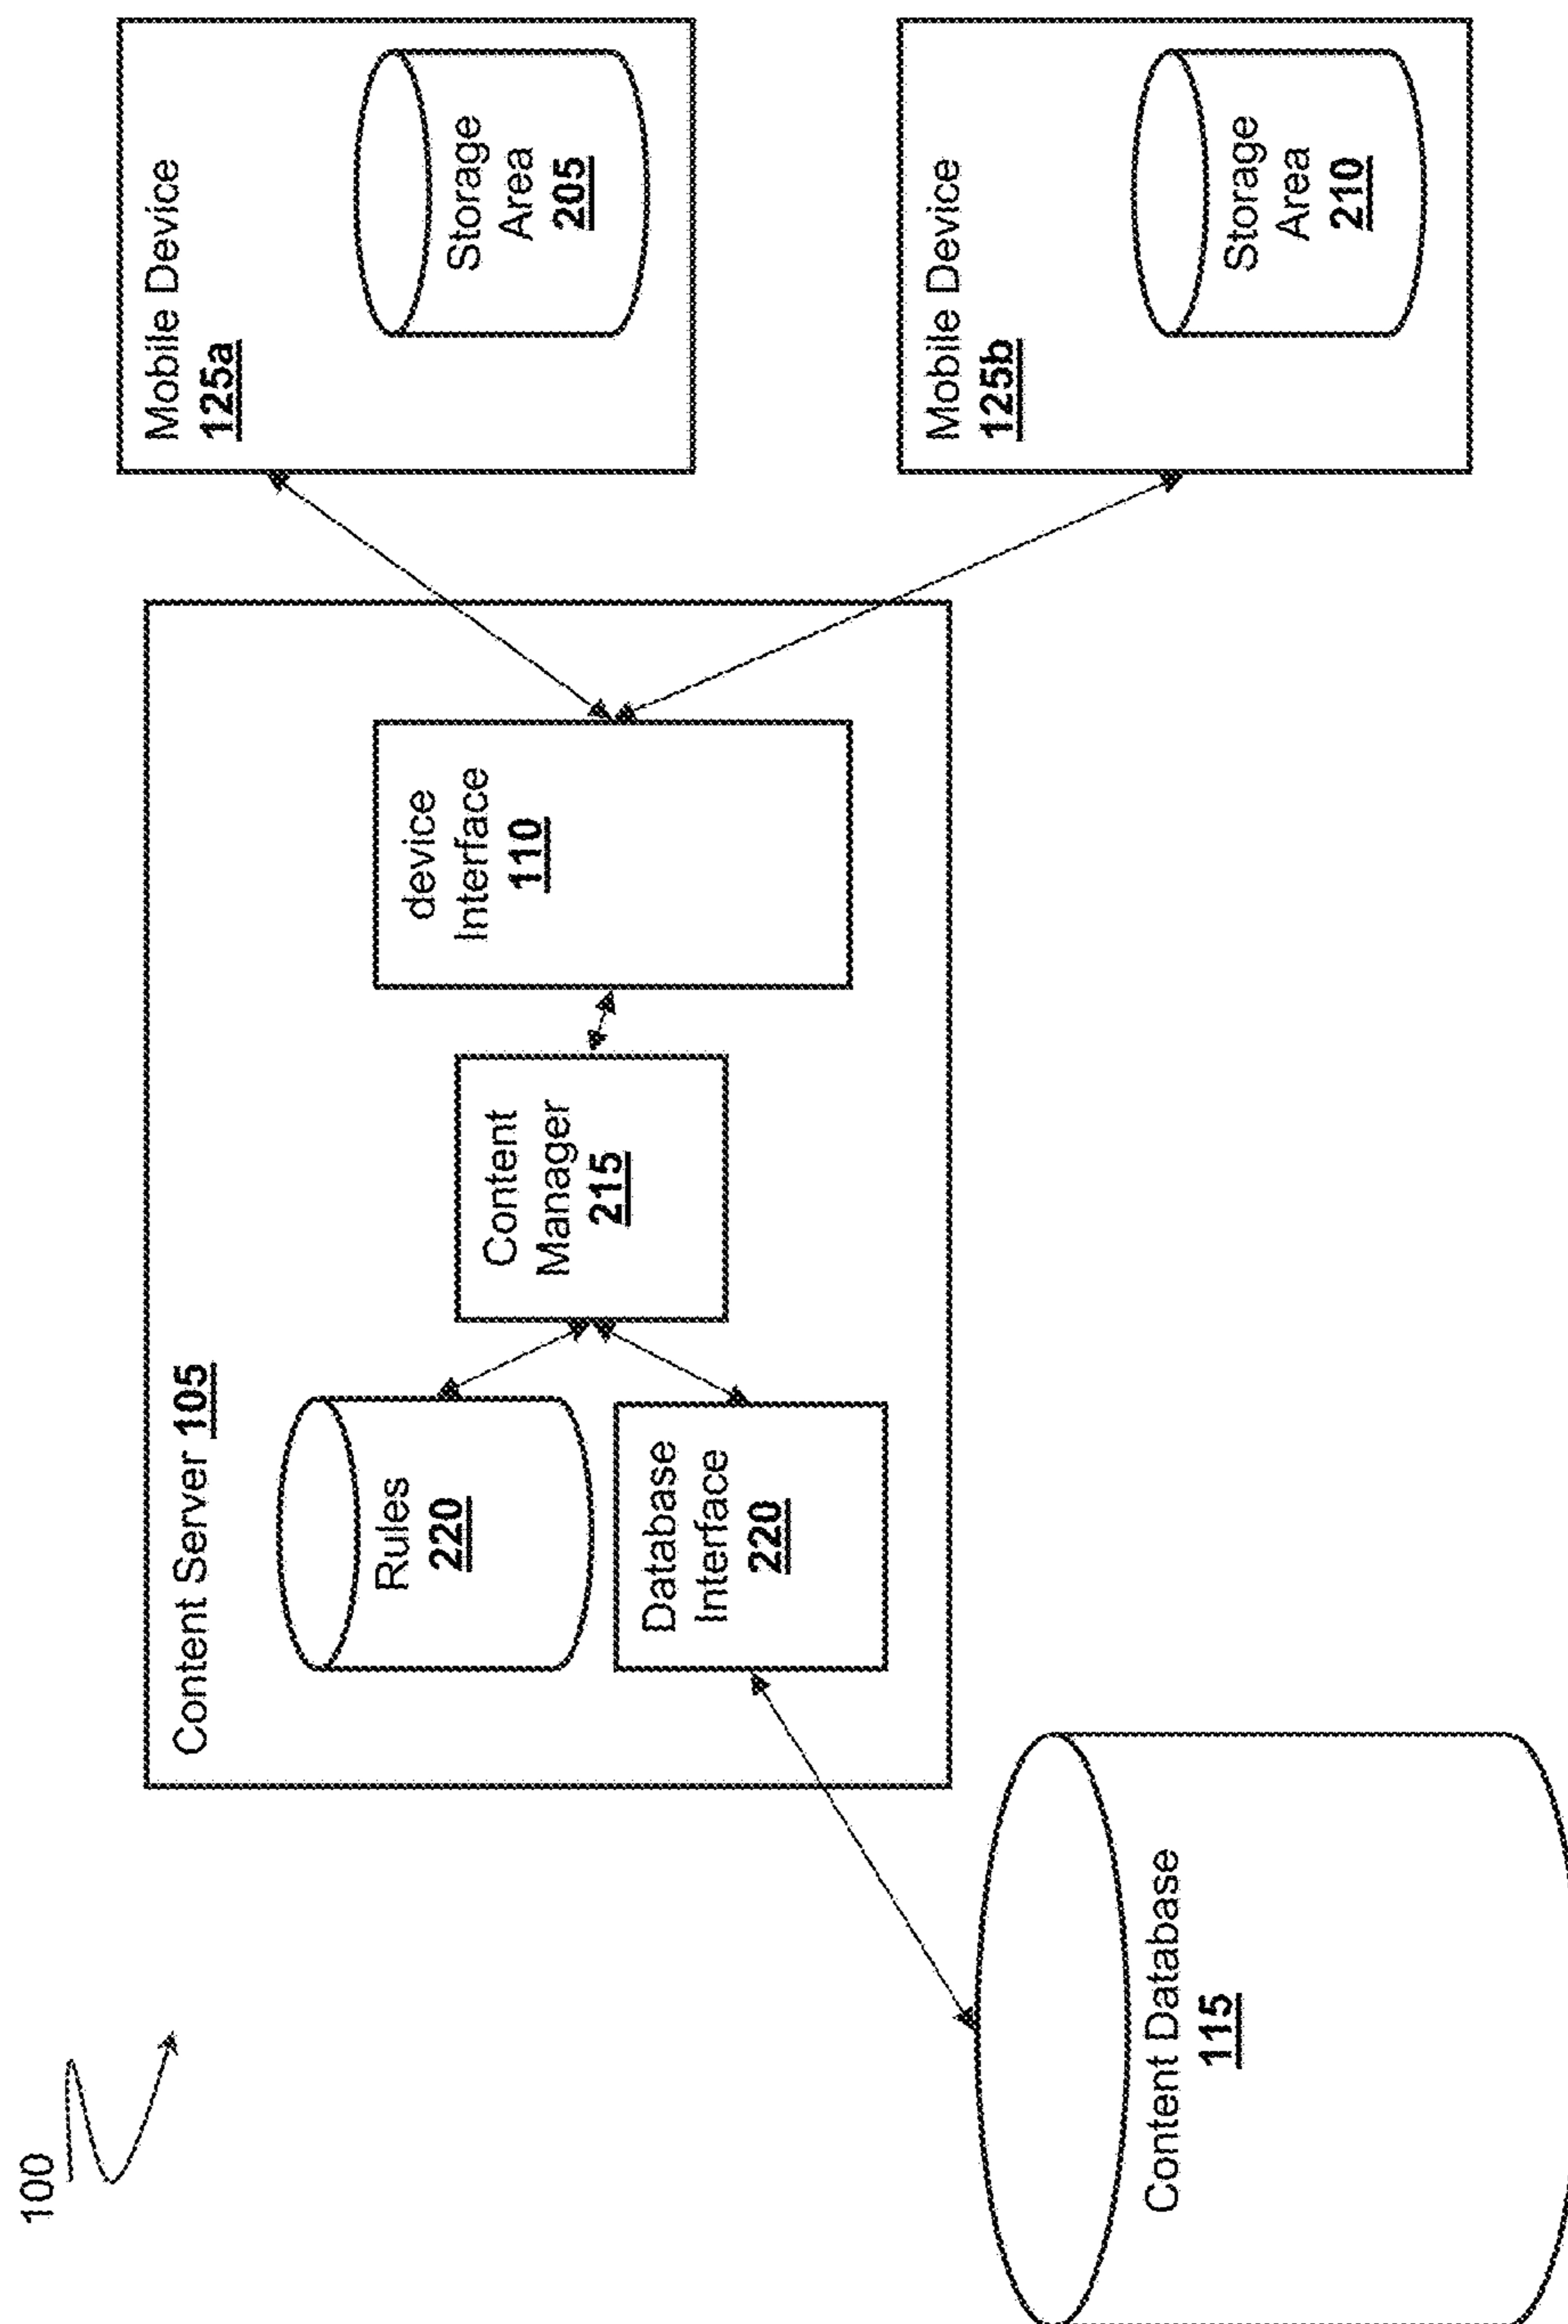 100
Content Server 105
Rules
220
Database
Interface
220
Content
Manager
215
device
Interface
110
Mobile Device
125a
Storage
Area
205
Mobile Device
125b
Storage
Area
210
Content Database
115